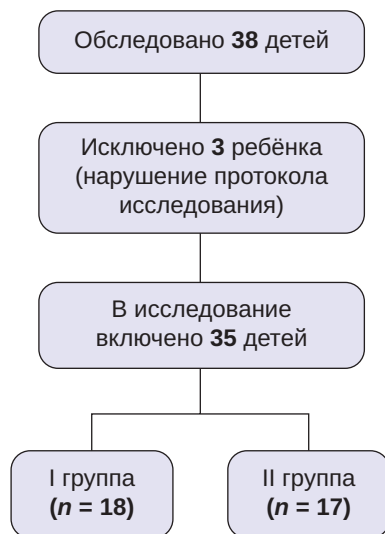 Обследовано 38 детей
Исключено 3 ребёнка
(нарушение протокола
исследования)
В исследование
включено 35 детей
I группа
(n = 18)
II группа
(n = 17)